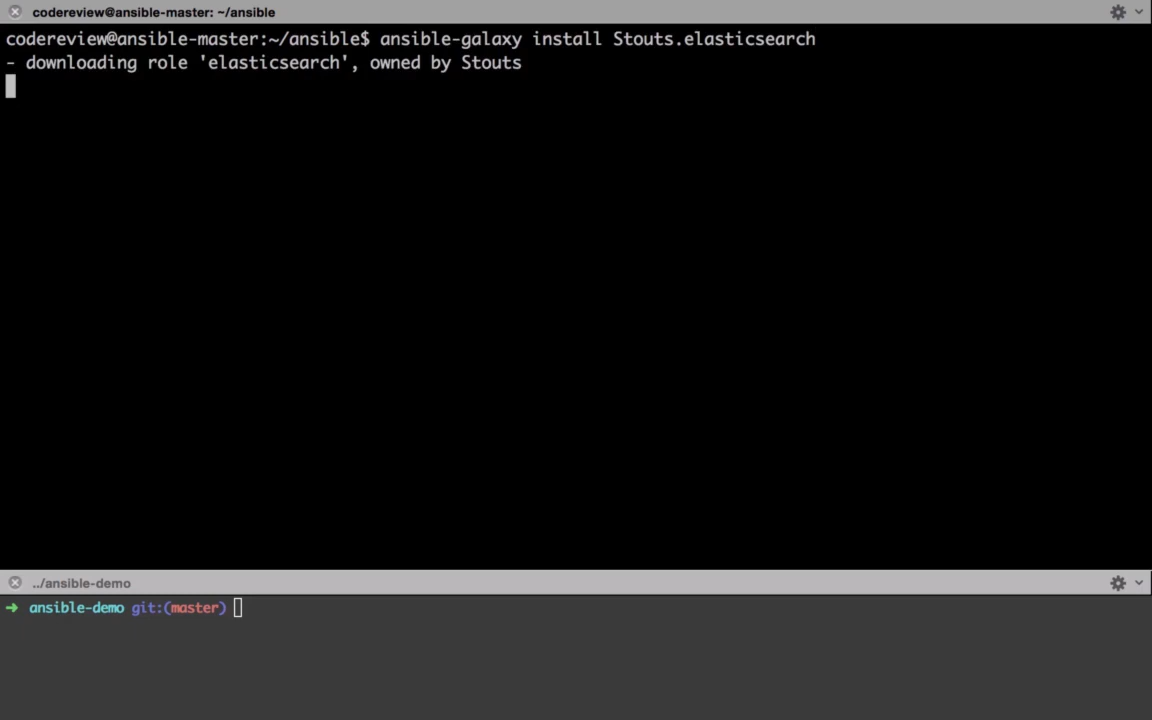 codereview@ansible-master: ~/ansible
codereview@ansible-master:~/ansible$ ansible-galaxy install Stouts.elasticsearch
- downloading role 'elasticsearch', owned by Stouts
../ansible-demo
➜ ansible-demo git:(master)